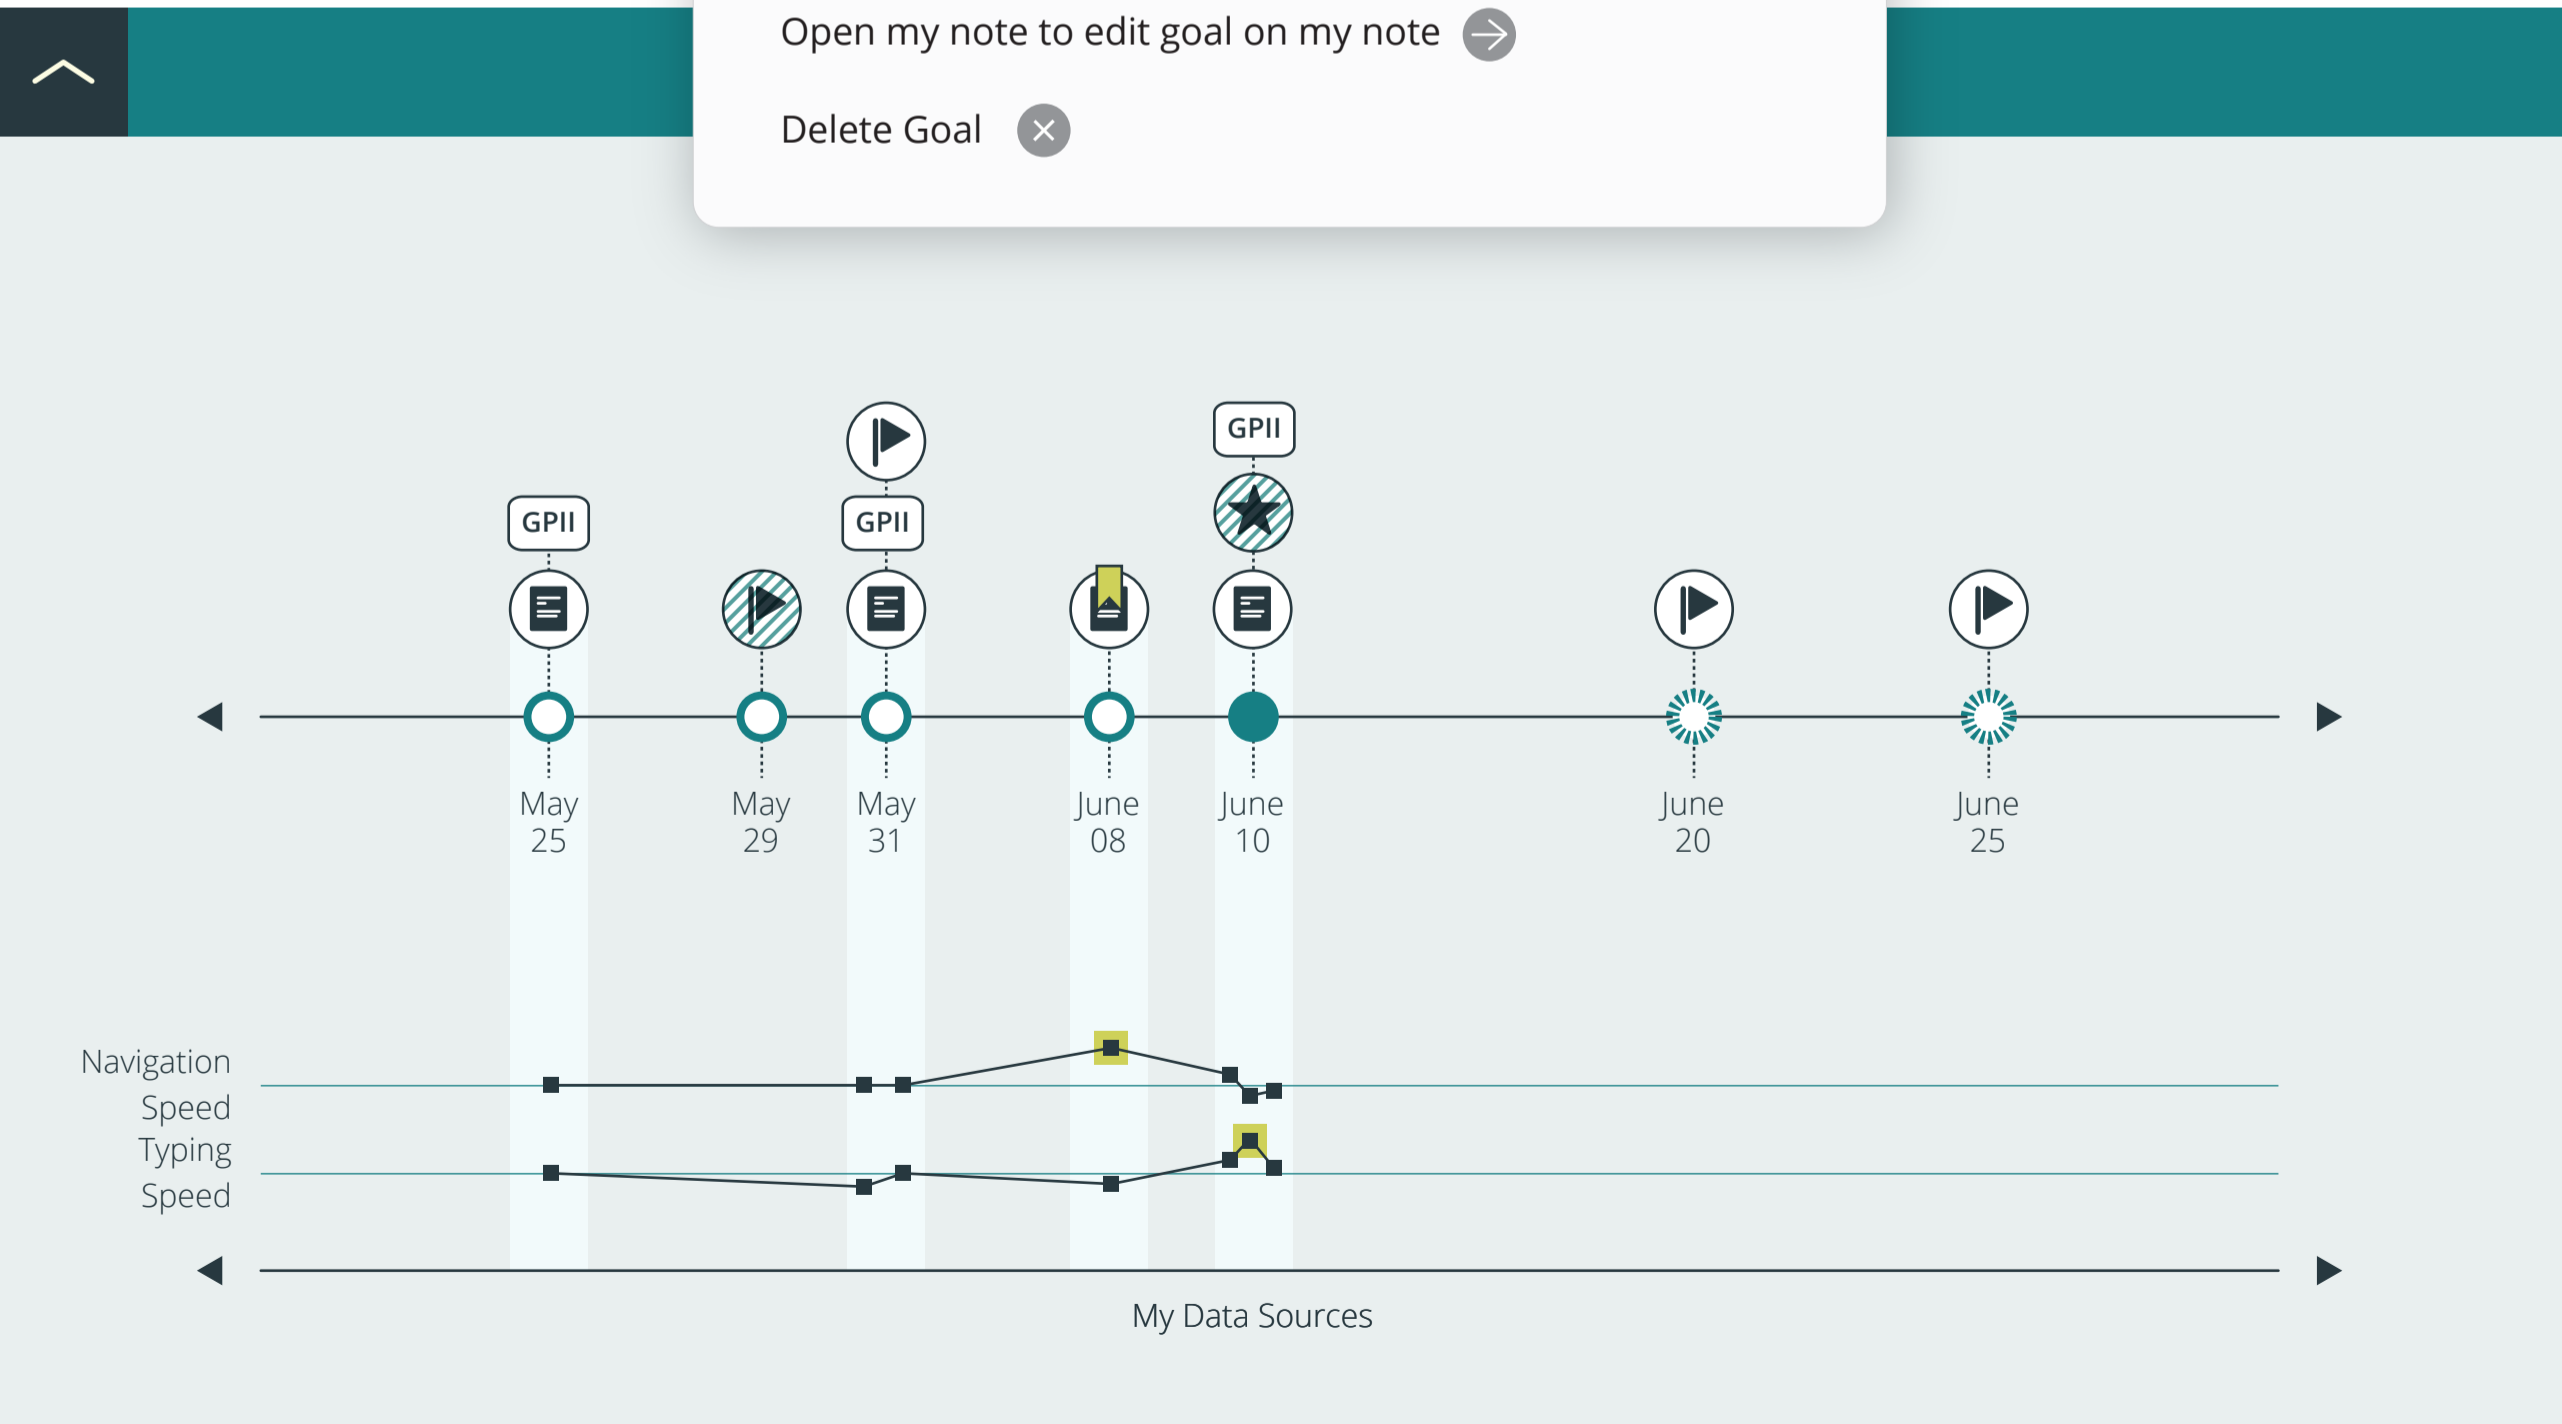 Open my note to edit goal on my note
Delete Goal
GPII
GPII
GPII
May
25
May
29
May
31
June
08
June
10
June
20
June
25
Navigation
Speed
Typing
Speed
My Data Sources